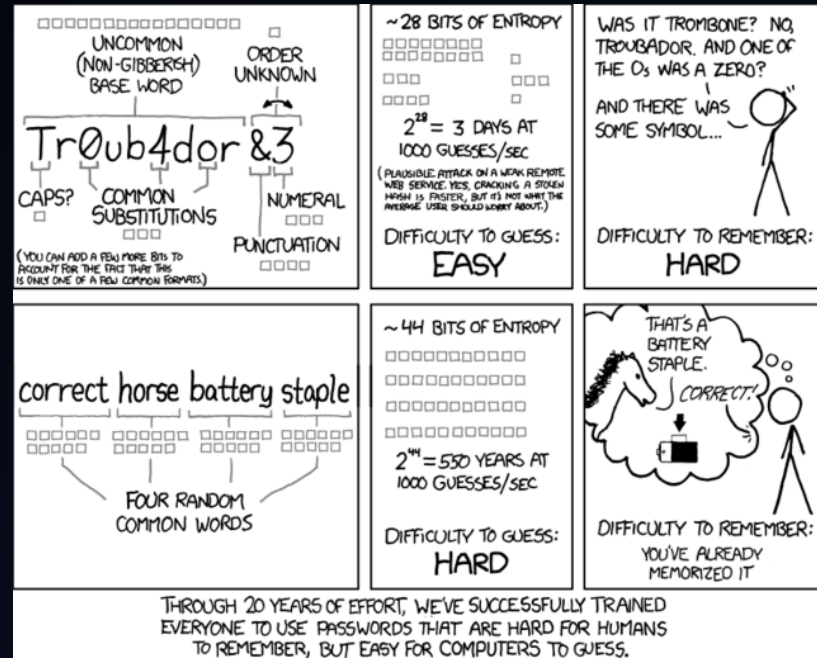 UNCOMMON
(NON-GIBBERISH)
BASE WORD
ORDER
UNKNOWN
Tr0ub4dor &3
CAPS?
COMMON
SUBSTITUTIONS
NUMERAL
PUNCTUATION
(YOU CAN ADD A FEW MORE BITS TO
ACCOUNT FOR THE FACT THAT THIS
IS ONLY ONE OF A FEW COMMON FORMATS.)
~28 BITS OF ENTROPY
2²⁸ = 3 DAYS AT
1000 GUESSES/SEC
(PLAUSIBLE ATTACK ON A WEAK REMOTE
WEB SERVICE. YES, CRACKING A STOLEN
HASH IS FASTER, BUT IT'S NOT WHAT THE
AVERAGE USER SHOULD WORRY ABOUT.)
DIFFICULTY TO GUESS:
EASY
WAS IT TROMBONE? NO,
TROUBADOR. AND ONE OF
THE Os WAS A ZERO?
AND THERE WAS
SOME SYMBOL...
DIFFICULTY TO REMEMBER:
HARD
correct horse battery staple
FOUR RANDOM
COMMON WORDS
~44 BITS OF ENTROPY
2⁴⁴ = 550 YEARS AT
1000 GUESSES/SEC
DIFFICULTY TO GUESS:
HARD
THAT'S A
BATTERY
STAPLE.
CORRECT!
DIFFICULTY TO REMEMBER:
YOU'VE ALREADY
MEMORIZED IT
THROUGH 20 YEARS OF EFFORT, WE'VE SUCCESSFULLY TRAINED
EVERYONE TO USE PASSWORDS THAT ARE HARD FOR HUMANS
TO REMEMBER, BUT EASY FOR COMPUTERS TO GUESS.